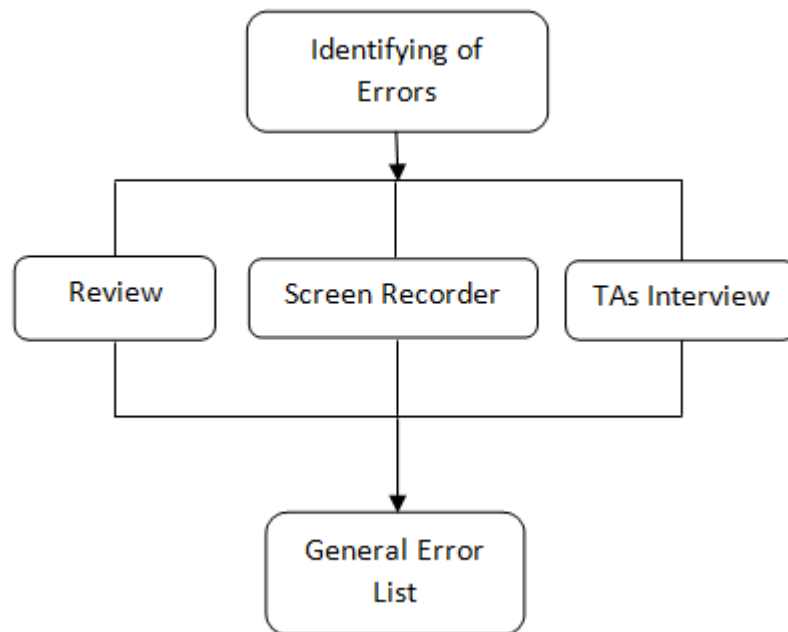 Identifying of
Errors
Review
Screen Recorder
TAs Interview
General Error
List